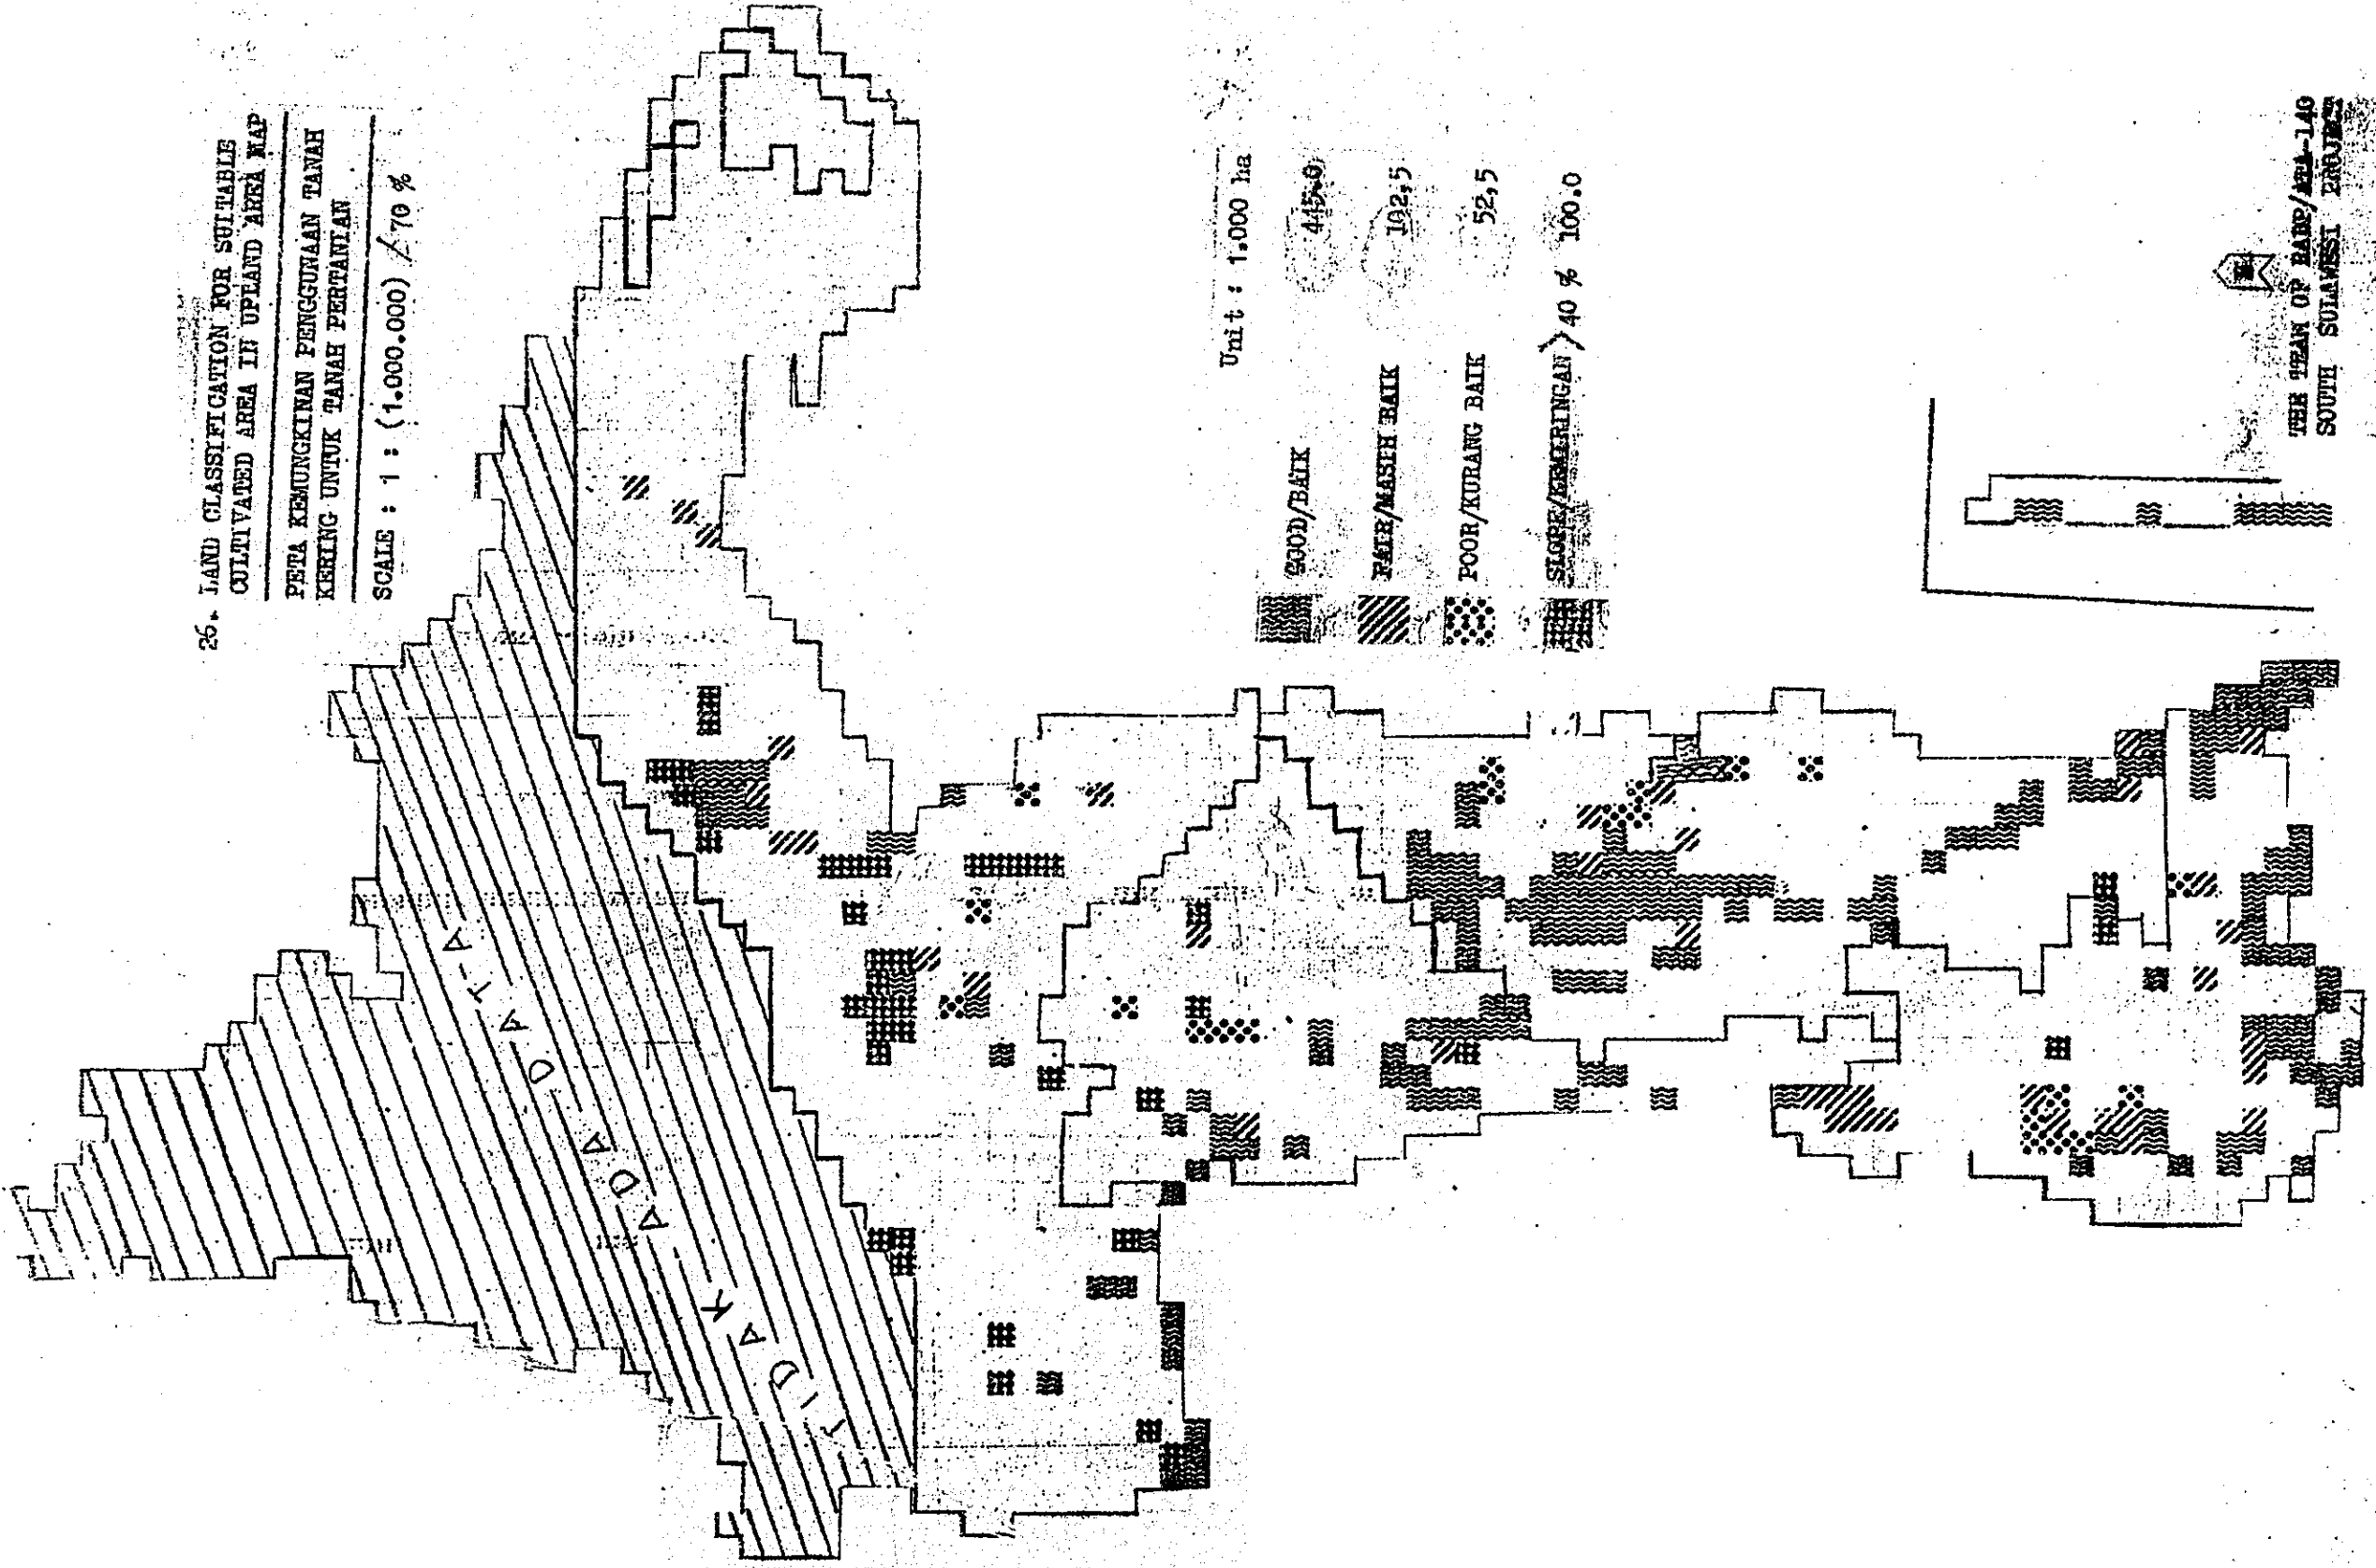 26. LAND CLASSIFICATION FOR SUITABLE
CULTIVATED AREA IN UPLAND AREA MAP
PETA KEMUNGKINAN PENGGUNAAN TANAH
KERING UNTUK TANAH PERTANIAN
SCALE : 1 : (1.000.000) / 70 %
TIDAK ADA DATA
Unit : 1.000 ha
GOOD/BAIK 445.0
FAIR/MASIH BAIK 102,5
POOR/KURANG BAIK 52,5
SLOPE/KEMIRINGAN > 40 % 100.0
THE TEAM OF RABP/ATA-140
SOUTH SULAWESI PROJECT